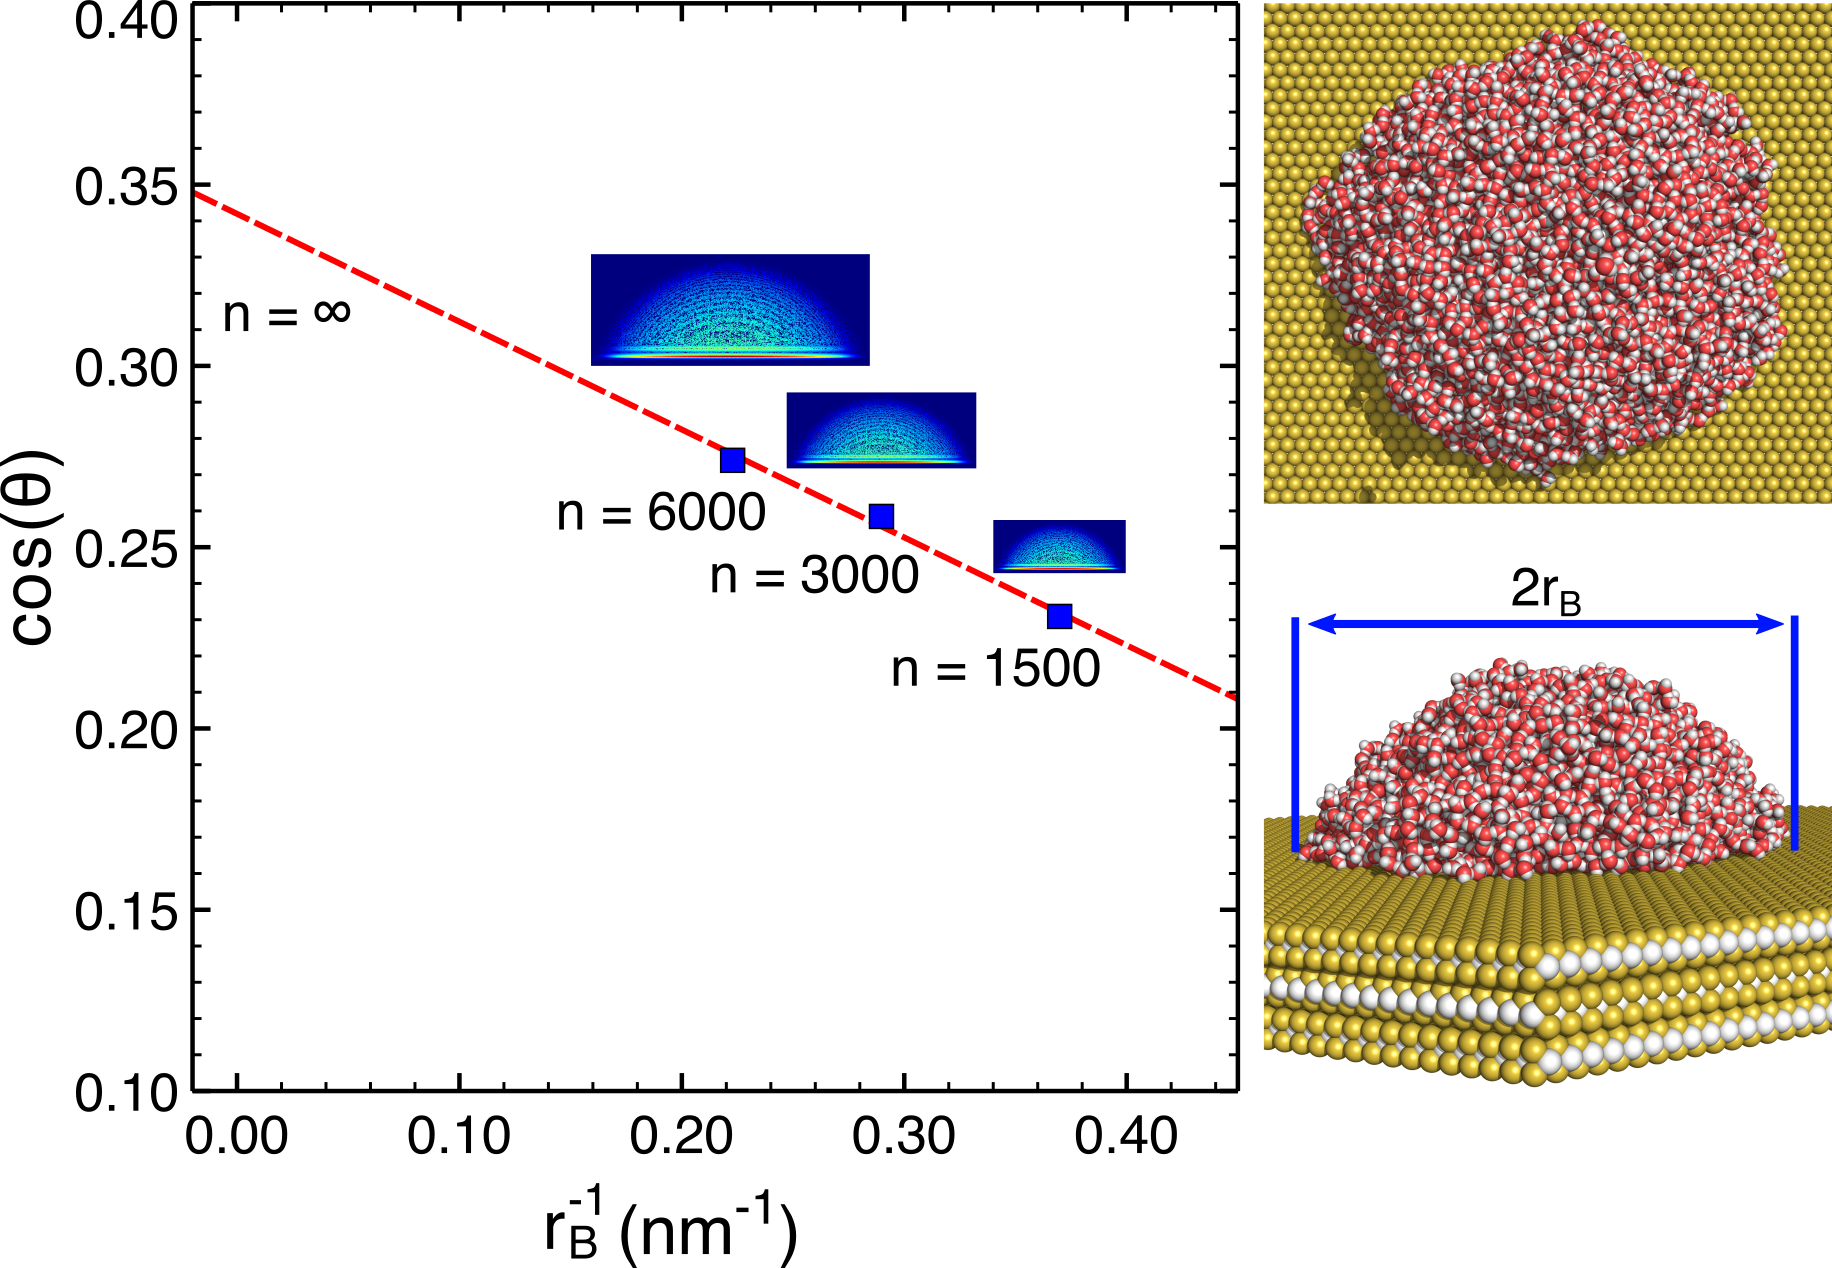 0.40
0.35
0.30
0.25
0.20
0.15
0.10
cos(θ)
n = ∞
n = 6000
n = 3000
n = 1500
0.00 0.10 0.20 0.30 0.40
r_B^-1 (nm^-1)
2r_B